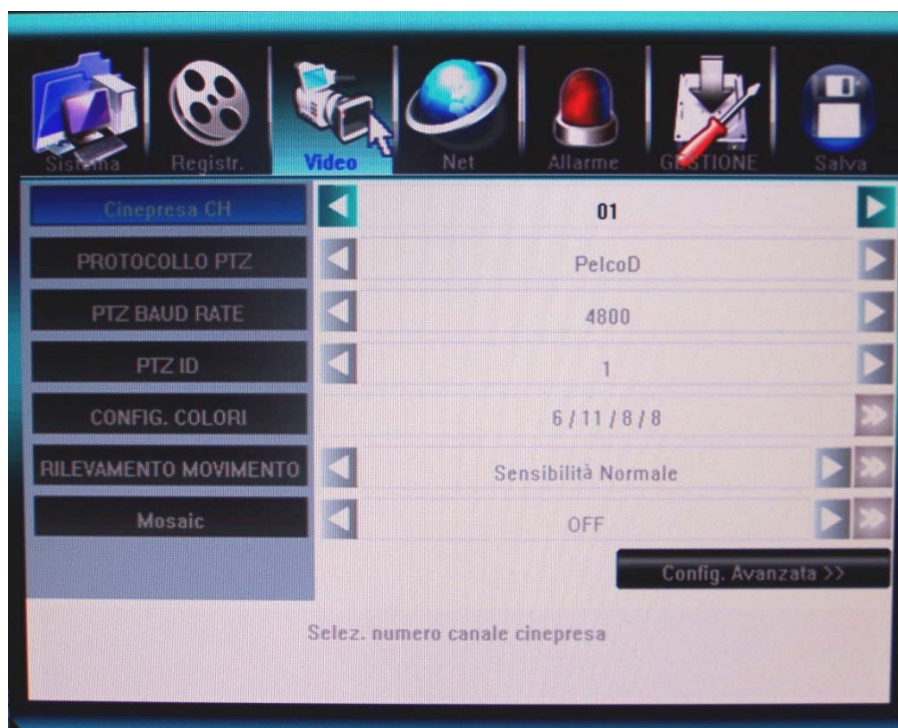 Sistema Registr. Video Net Allarme GESTIONE Salva
Cinepresa CH 01
PROTOCOLLO PTZ PelcoD
PTZ BAUD RATE 4800
PTZ ID 1
CONFIG. COLORI 6 / 11 / 8 / 8
RILEVAMENTO MOVIMENTO Sensibilità Normale
Mosaic OFF
Config. Avanzata >>
Selez. numero canale cinepresa